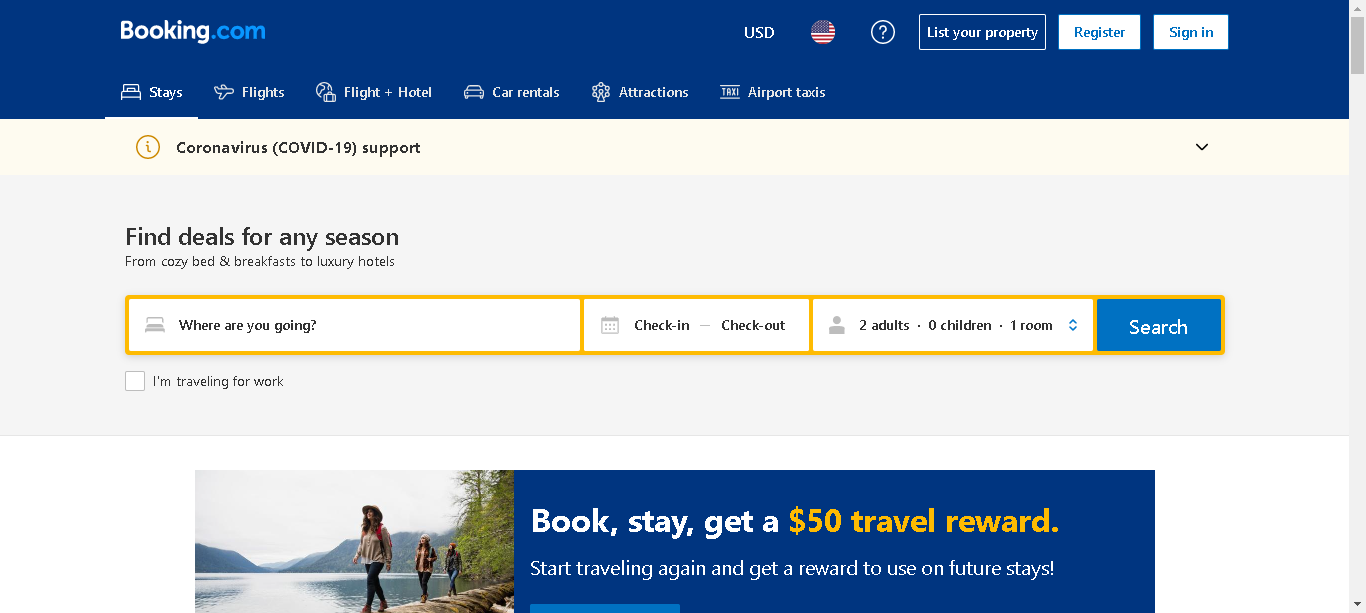 Booking.com
USD
List your property
Register
Sign in
Stays
Flights
Flight + Hotel
Car rentals
Attractions
TAXI Airport taxis
Coronavirus (COVID-19) support
Find deals for any season
From cozy bed & breakfasts to luxury hotels
Where are you going?
Check-in — Check-out
2 adults · 0 children · 1 room
Search
I'm traveling for work
Book, stay, get a $50 travel reward.
Start traveling again and get a reward to use on future stays!